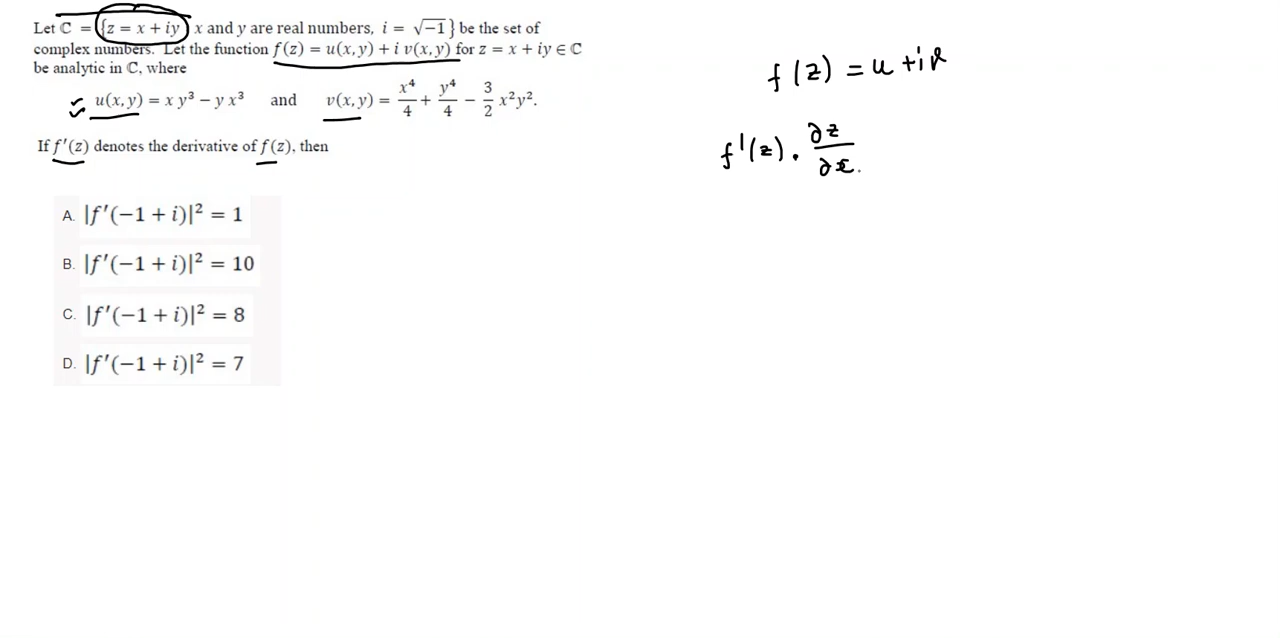 Let ℂ = {z = x + iy: x and y are real numbers, i = √−1} be the set of
complex numbers. Let the function f(z) = u(x, y) + i v(x, y) for z = x + iy ∈ ℂ
be analytic in ℂ, where
u(x, y) = x y³ − y x³ and v(x, y) = x⁴/4 + y⁴/4 − 3/2 x²y².
If f′(z) denotes the derivative of f(z), then
A. |f′(−1 + i)|² = 1
B. |f′(−1 + i)|² = 10
C. |f′(−1 + i)|² = 8
D. |f′(−1 + i)|² = 7
f(z) = u + iv
f′(z) · ∂z/∂x